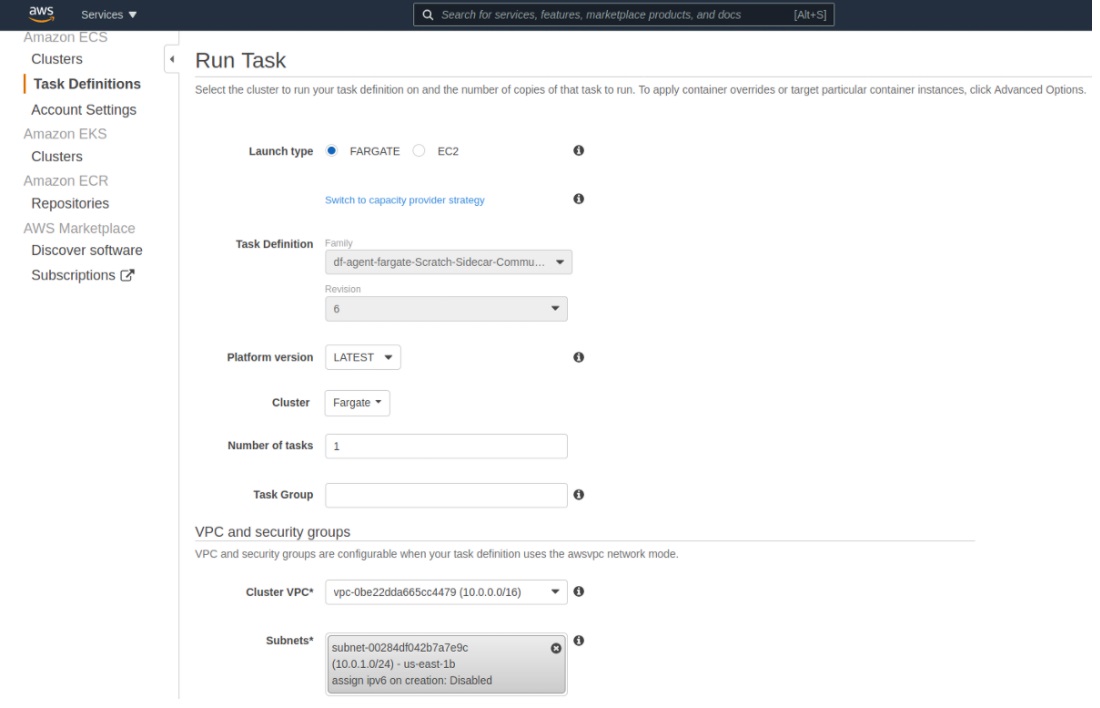 aws
Services
Search for services, features, marketplace products, and docs [Alt+S]
Amazon ECS
Clusters
Task Definitions
Account Settings
Amazon EKS
Clusters
Amazon ECR
Repositories
AWS Marketplace
Discover software
Subscriptions
Run Task
Select the cluster to run your task definition on and the number of copies of that task to run. To apply container overrides or target particular container instances, click Advanced Options.
Launch type FARGATE EC2
Switch to capacity provider strategy
Task Definition Family
df-agent-fargate-Scratch-Sidecar-Commu...
Revision
6
Platform version LATEST
Cluster Fargate
Number of tasks 1
Task Group
VPC and security groups
VPC and security groups are configurable when your task definition uses the awsvpc network mode.
Cluster VPC* vpc-0be22dda665cc4479 (10.0.0.0/16)
Subnets* subnet-00284df042b7a7e9c
(10.0.1.0/24) - us-east-1b
assign ipv6 on creation: Disabled